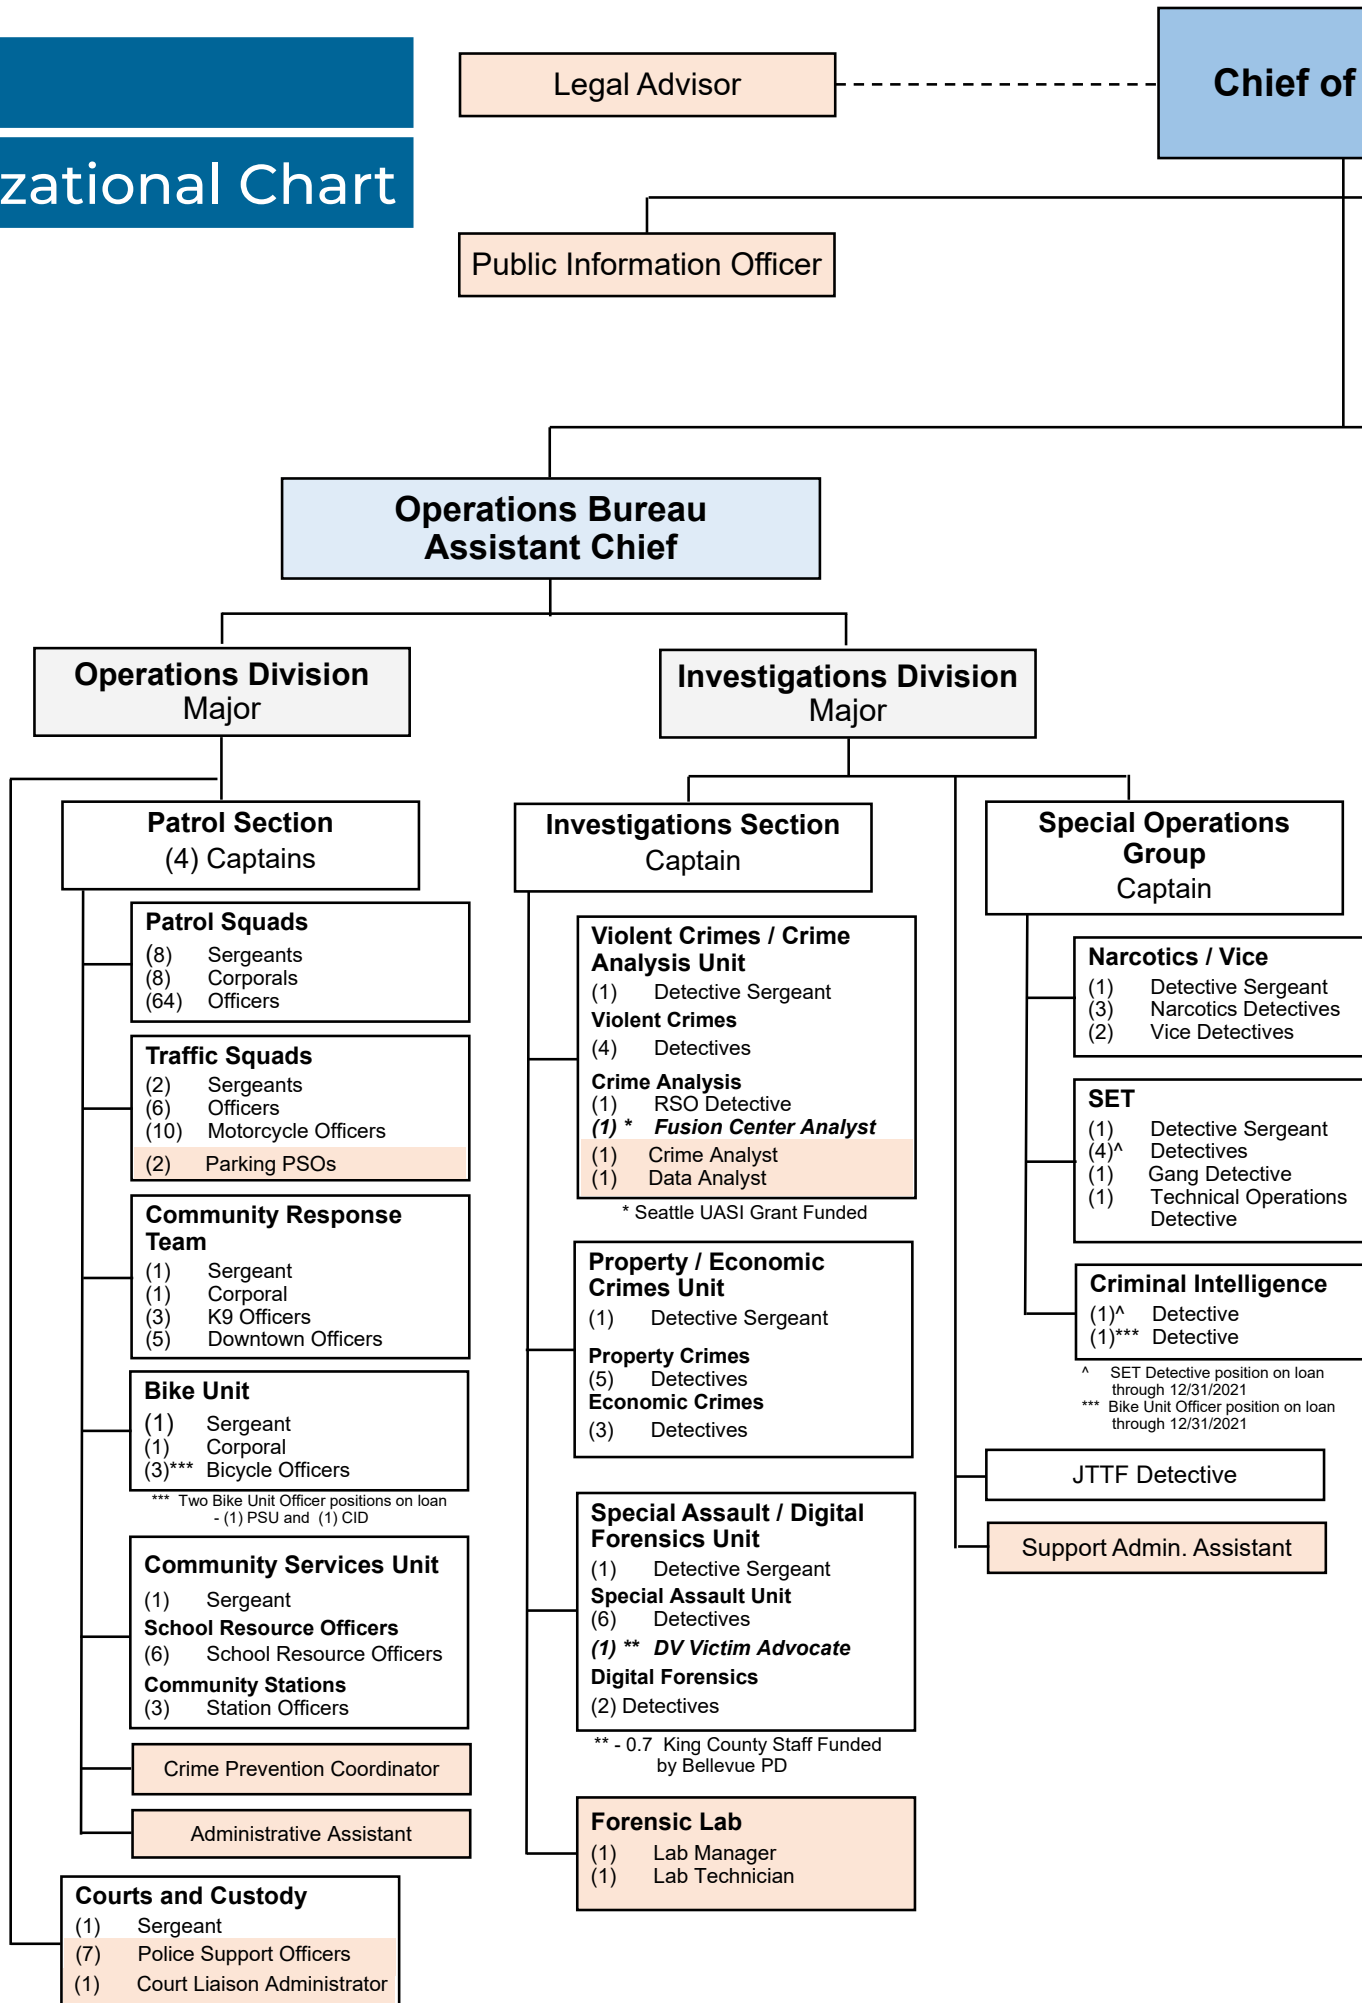 zational Chart
Legal Advisor
Chief of
Public Information Officer
Operations Bureau
Assistant Chief
Operations Division
Major
Investigations Division
Major
Patrol Section
(4) Captains
Patrol Squads
(8) Sergeants
(8) Corporals
(64) Officers
Traffic Squads
(2) Sergeants
(6) Officers
(10) Motorcycle Officers
(2) Parking PSOs
Community Response
Team
(1) Sergeant
(1) Corporal
(3) K9 Officers
(5) Downtown Officers
Bike Unit
(1) Sergeant
(1) Corporal
(3)*** Bicycle Officers
*** Two Bike Unit Officer positions on loan
- (1) PSU and (1) CID
Community Services Unit
(1) Sergeant
School Resource Officers
(6) School Resource Officers
Community Stations
(3) Station Officers
Crime Prevention Coordinator
Administrative Assistant
Courts and Custody
(1) Sergeant
(7) Police Support Officers
(1) Court Liaison Administrator
Investigations Section
Captain
Violent Crimes / Crime
Analysis Unit
(1) Detective Sergeant
Violent Crimes
(4) Detectives
Crime Analysis
(1) RSO Detective
(1) * Fusion Center Analyst
(1) Crime Analyst
(1) Data Analyst
* Seattle UASI Grant Funded
Property / Economic
Crimes Unit
(1) Detective Sergeant
Property Crimes
(5) Detectives
Economic Crimes
(3) Detectives
Special Assault / Digital
Forensics Unit
(1) Detective Sergeant
Special Assault Unit
(6) Detectives
(1) ** DV Victim Advocate
Digital Forensics
(2) Detectives
** - 0.7 King County Staff Funded
by Bellevue PD
Forensic Lab
(1) Lab Manager
(1) Lab Technician
Special Operations
Group
Captain
Narcotics / Vice
(1) Detective Sergeant
(3) Narcotics Detectives
(2) Vice Detectives
SET
(1) Detective Sergeant
(4)^ Detectives
(1) Gang Detective
(1) Technical Operations
Detective
Criminal Intelligence
(1)^ Detective
(1)*** Detective
^ SET Detective position on loan
through 12/31/2021
*** Bike Unit Officer position on loan
through 12/31/2021
JTTF Detective
Support Admin. Assistant